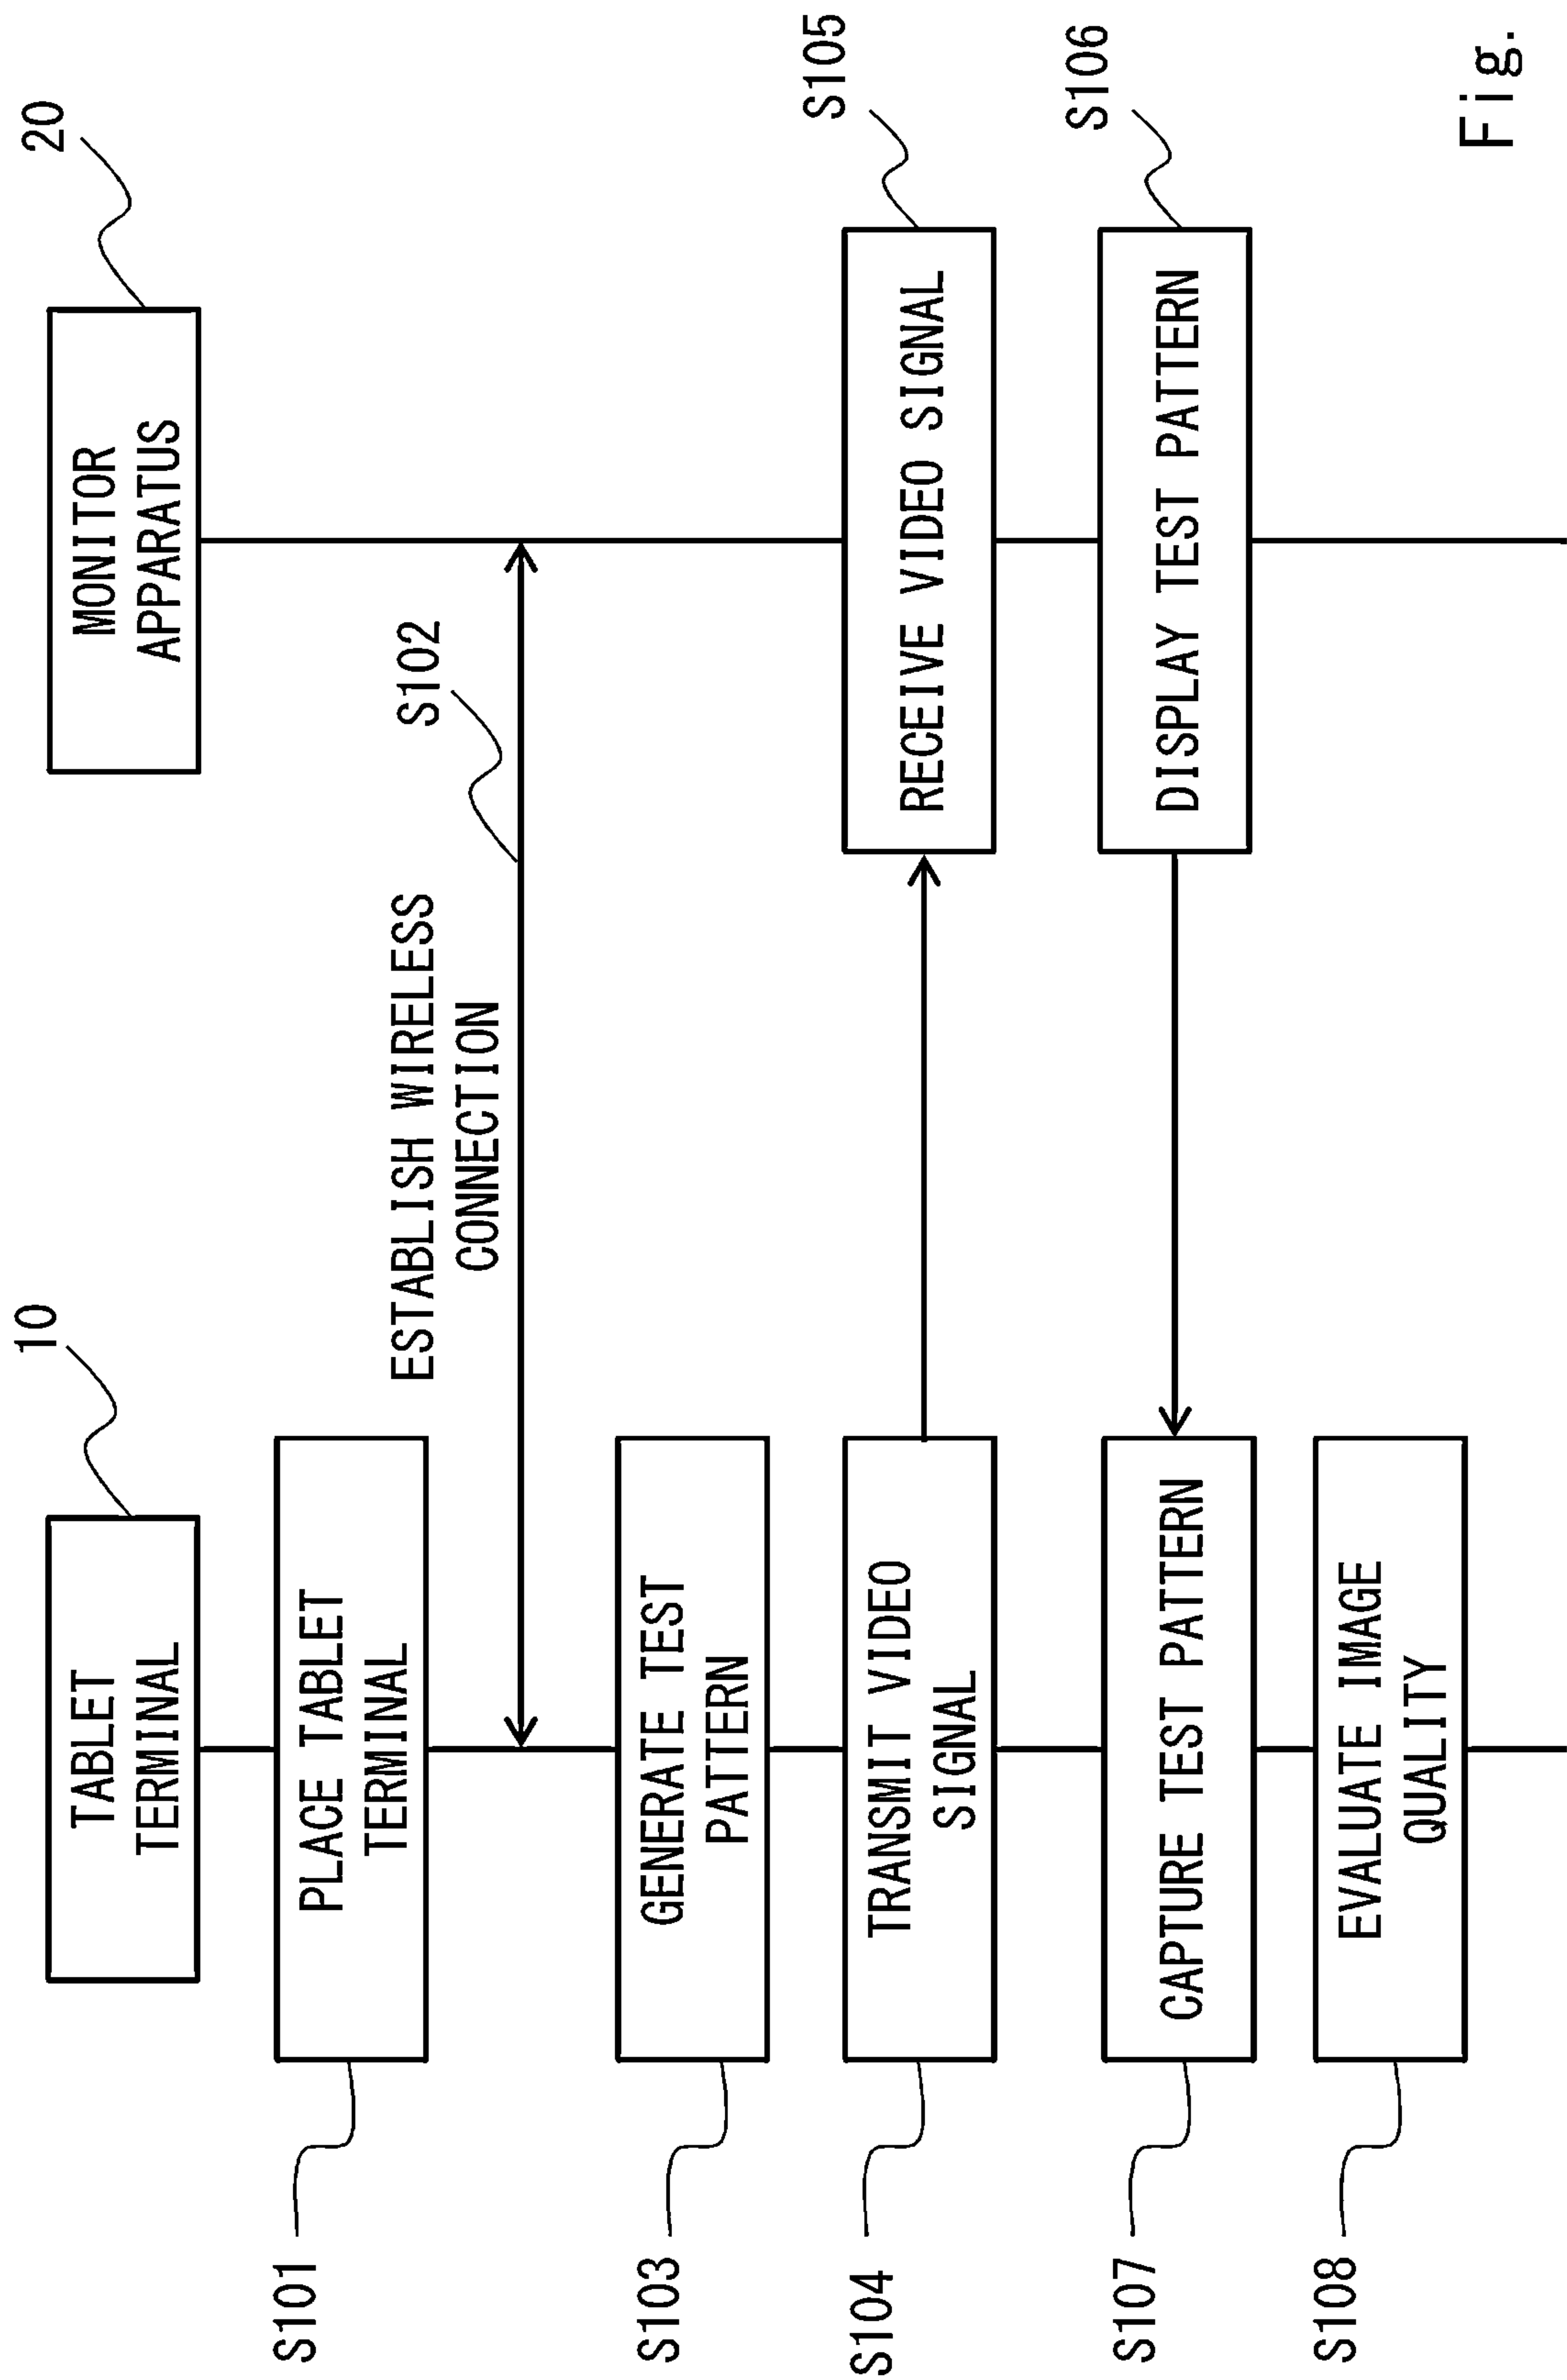 10
20
TABLET
TERMINAL
MONITOR
APPARATUS
S101
PLACE TABLET
TERMINAL
ESTABLISH WIRELESS
CONNECTION
S102
S103
GENERATE TEST
PATTERN
S104
TRANSMIT VIDEO
SIGNAL
RECEIVE VIDEO SIGNAL
S105
S107
CAPTURE TEST PATTERN
DISPLAY TEST PATTERN
S106
S108
EVALUATE IMAGE
QUALITY
Fig.